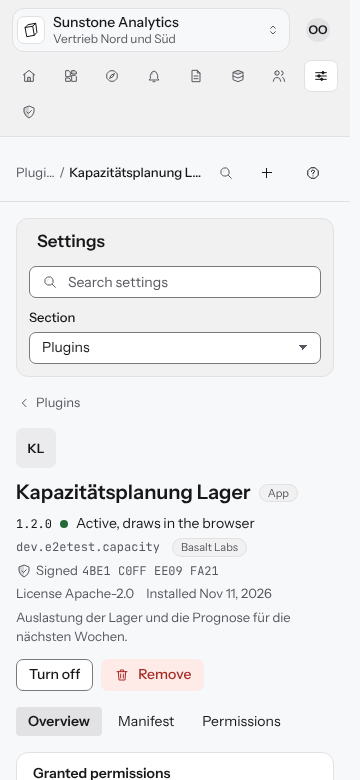 Sunstone Analytics
Vertrieb Nord und Süd
OO
Plugi... / Kapazitätsplanung L...
Settings
Search settings
Section
Plugins
Plugins
KL
Kapazitätsplanung Lager App
1.2.0 Active, draws in the browser
dev.e2etest.capacity Basalt Labs
Signed 4BE1 C0FF EE09 FA21
License Apache-2.0 Installed Nov 11, 2026
Auslastung der Lager und die Prognose für die
nächsten Wochen.
Turn off Remove
Overview Manifest Permissions
Granted permissions